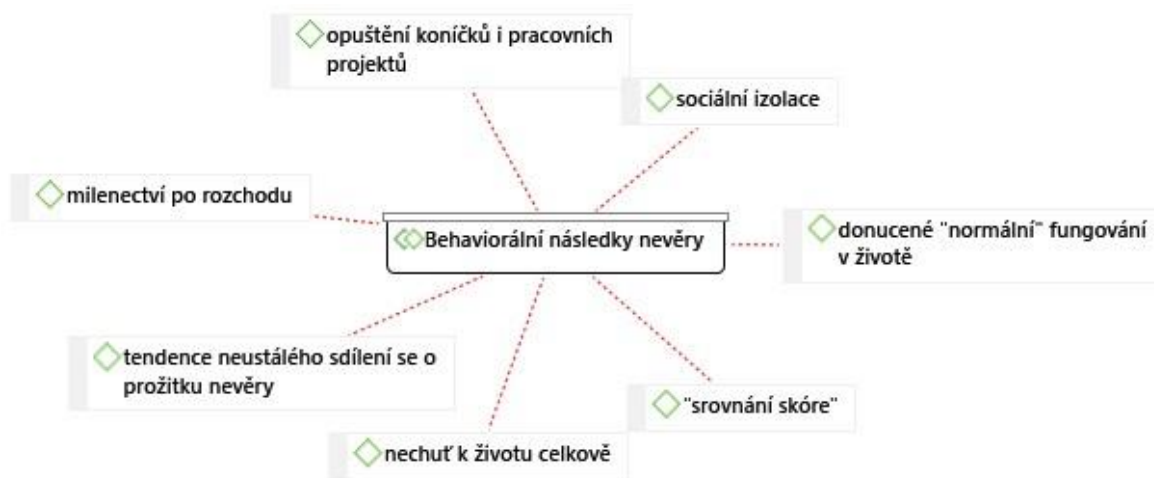 opuštění koníčků i pracovních
projektů
sociální izolace
milenectví po rozchodu
Behaviorální následky nevěry
donucené "normální" fungování
v životě
tendence neustálého sdílení se o
prožitku nevěry
"srovnání skóre"
nechuť k životu celkově